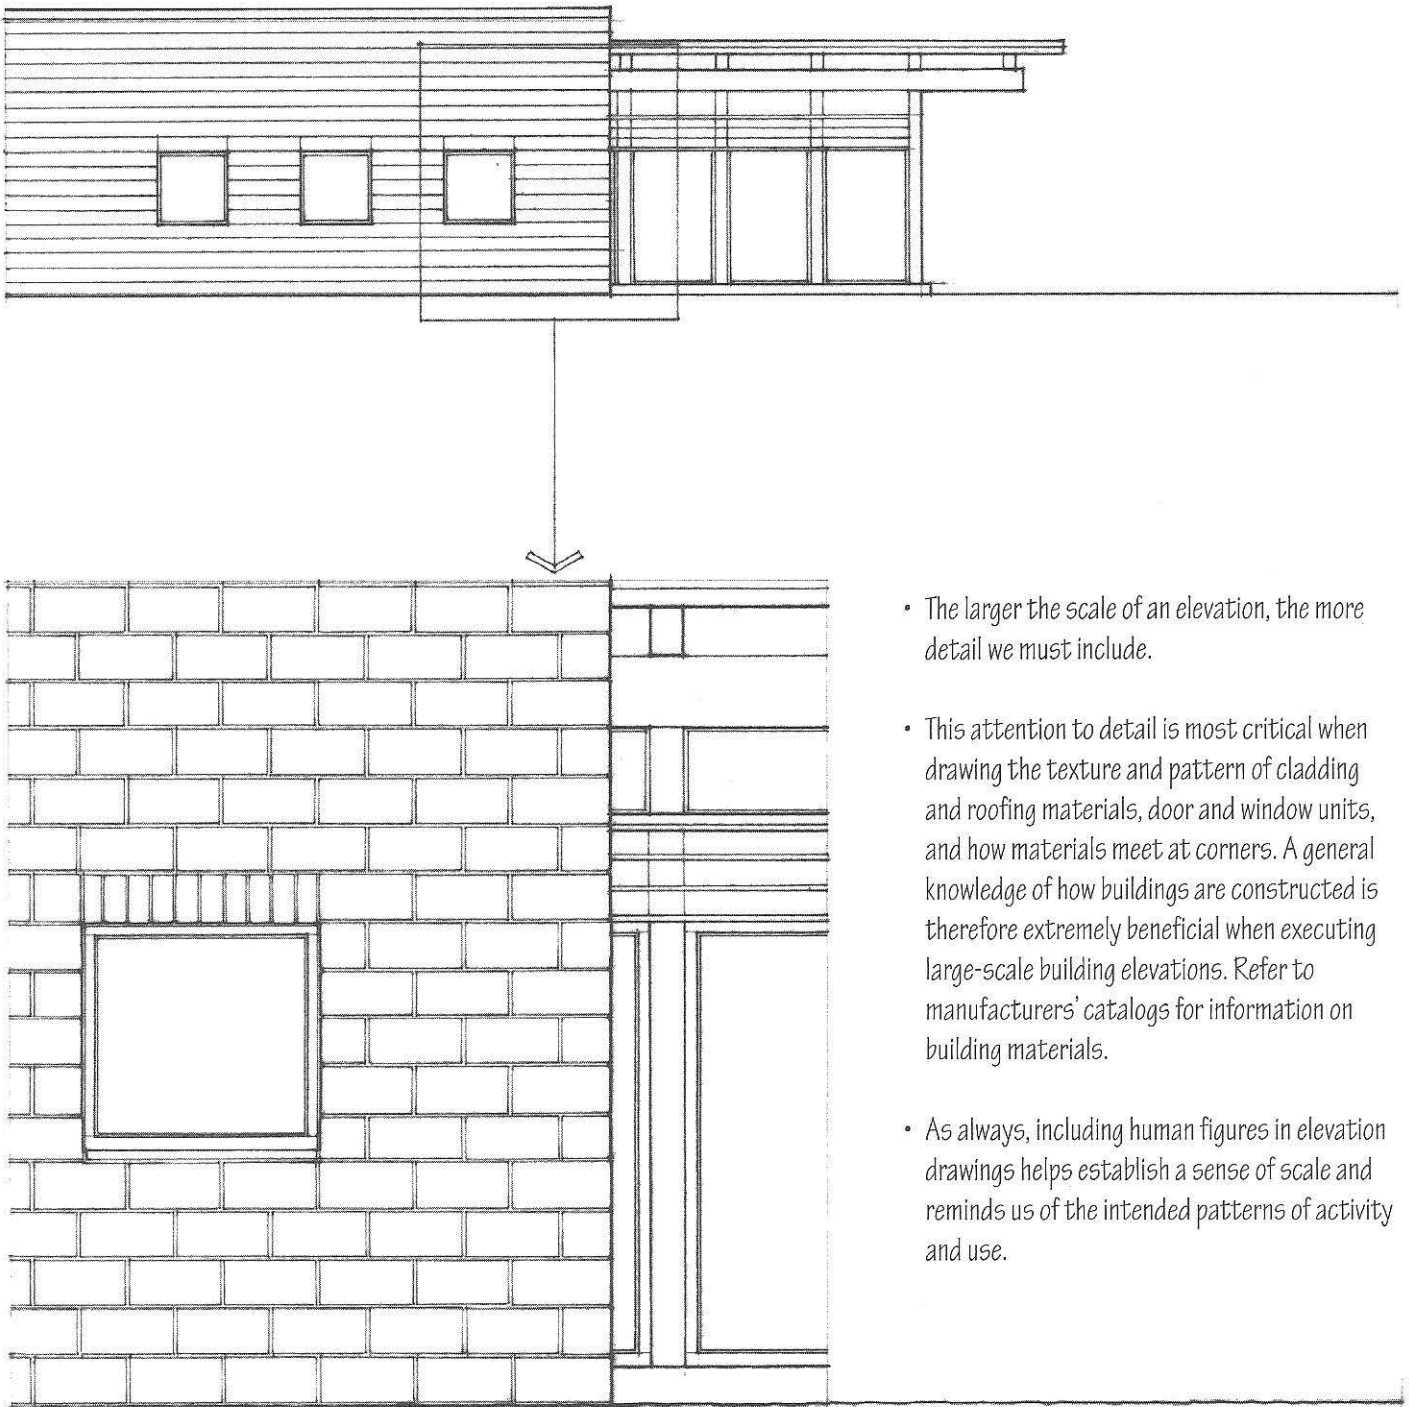 • The larger the scale of an elevation, the more
detail we must include.
• This attention to detail is most critical when
drawing the texture and pattern of cladding
and roofing materials, door and window units,
and how materials meet at corners. A general
knowledge of how buildings are constructed is
therefore extremely beneficial when executing
large-scale building elevations. Refer to
manufacturers’ catalogs for information on
building materials.
• As always, including human figures in elevation
drawings helps establish a sense of scale and
reminds us of the intended patterns of activity
and use.